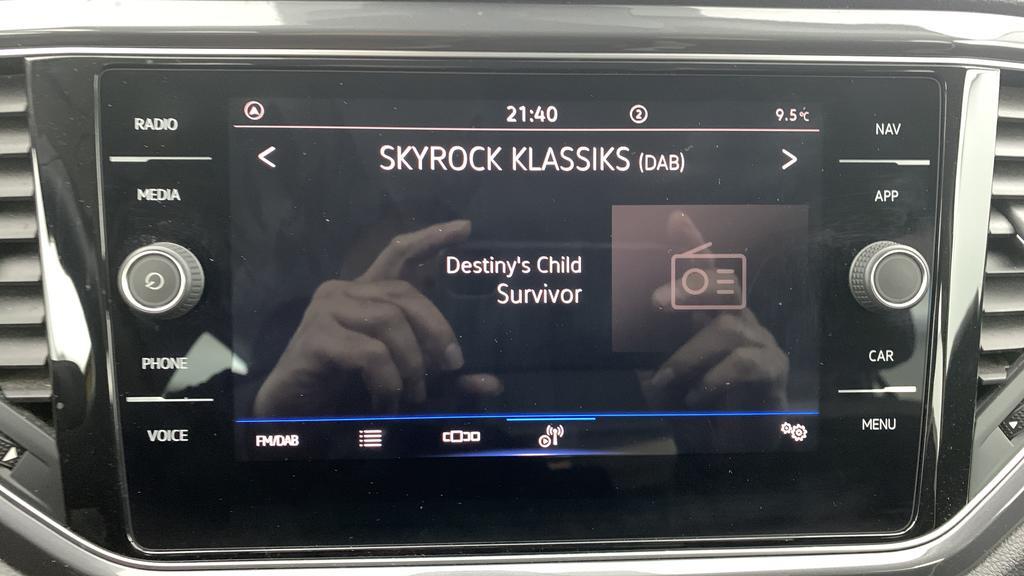 RADIO
MEDIA
PHONE
VOICE
21:40
2
9.5°C
< SKYROCK KLASSIKS (DAB) >
Destiny's Child
Survivor
FM/DAB
NAV
APP
CAR
MENU